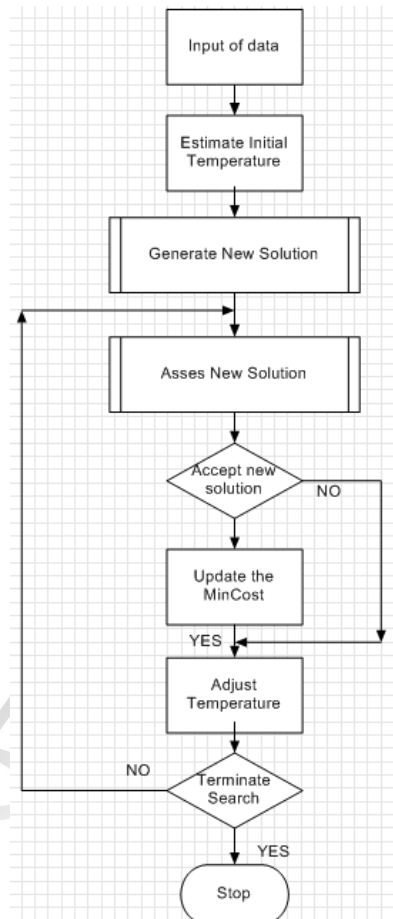 Input of data
Estimate Initial
Temperature
Generate New Solution
Asses New Solution
Accept new
solution
NO
Update the
MinCost
YES
Adjust
Temperature
NO
Terminate
Search
YES
Stop